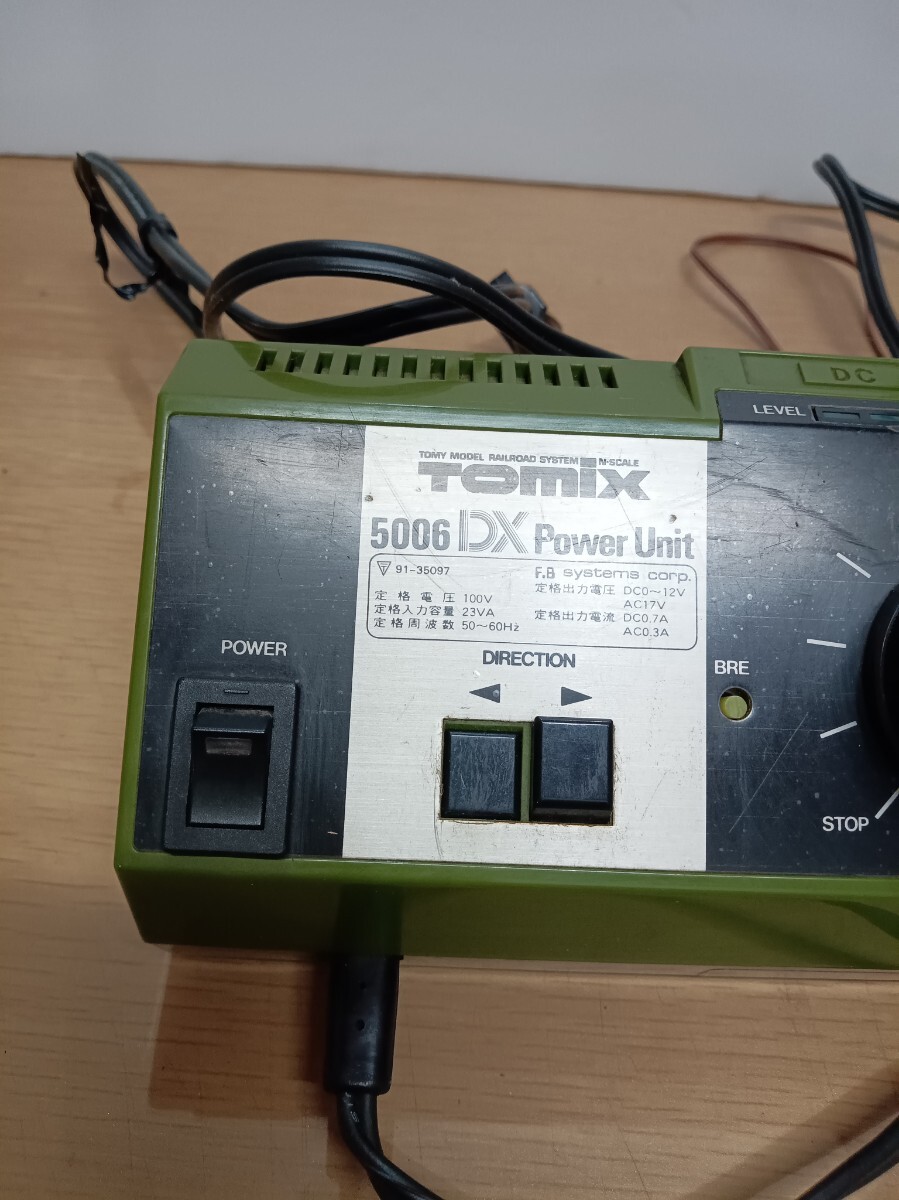 DC
LEVEL
TOMY MODEL RAILROAD SYSTEM N-SCALE
TOMIX
5006 DX Power Unit
91-35097
F.B systems corp.
定格電圧 100V
定格入力容量 23VA
定格周波数 50～60Hz
定格出力電圧 DC0～12V
AC17V
定格出力電流 DC0.7A
AC0.3A
POWER
DIRECTION
BRE
STOP